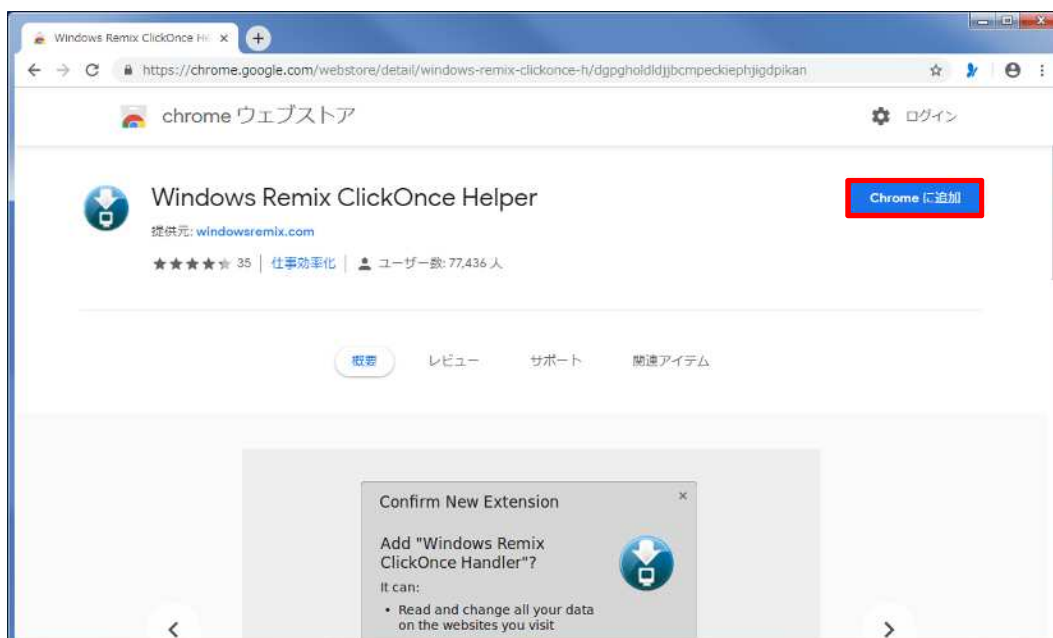 Windows Remix ClickOnce He
https://chrome.google.com/webstore/detail/windows-remix-clickonce-h/dgpgholdldjjbcmpeckiephjigdpikan
chrome ウェブストア
ログイン
Windows Remix ClickOnce Helper
Chrome に追加
提供元: windowsremix.com
★★★★★ 35 | 仕事効率化 | ユーザー数: 77,436 人
概要 レビュー サポート 関連アイテム
Confirm New Extension
Add "Windows Remix
ClickOnce Handler"?
It can:
• Read and change all your data
on the websites you visit